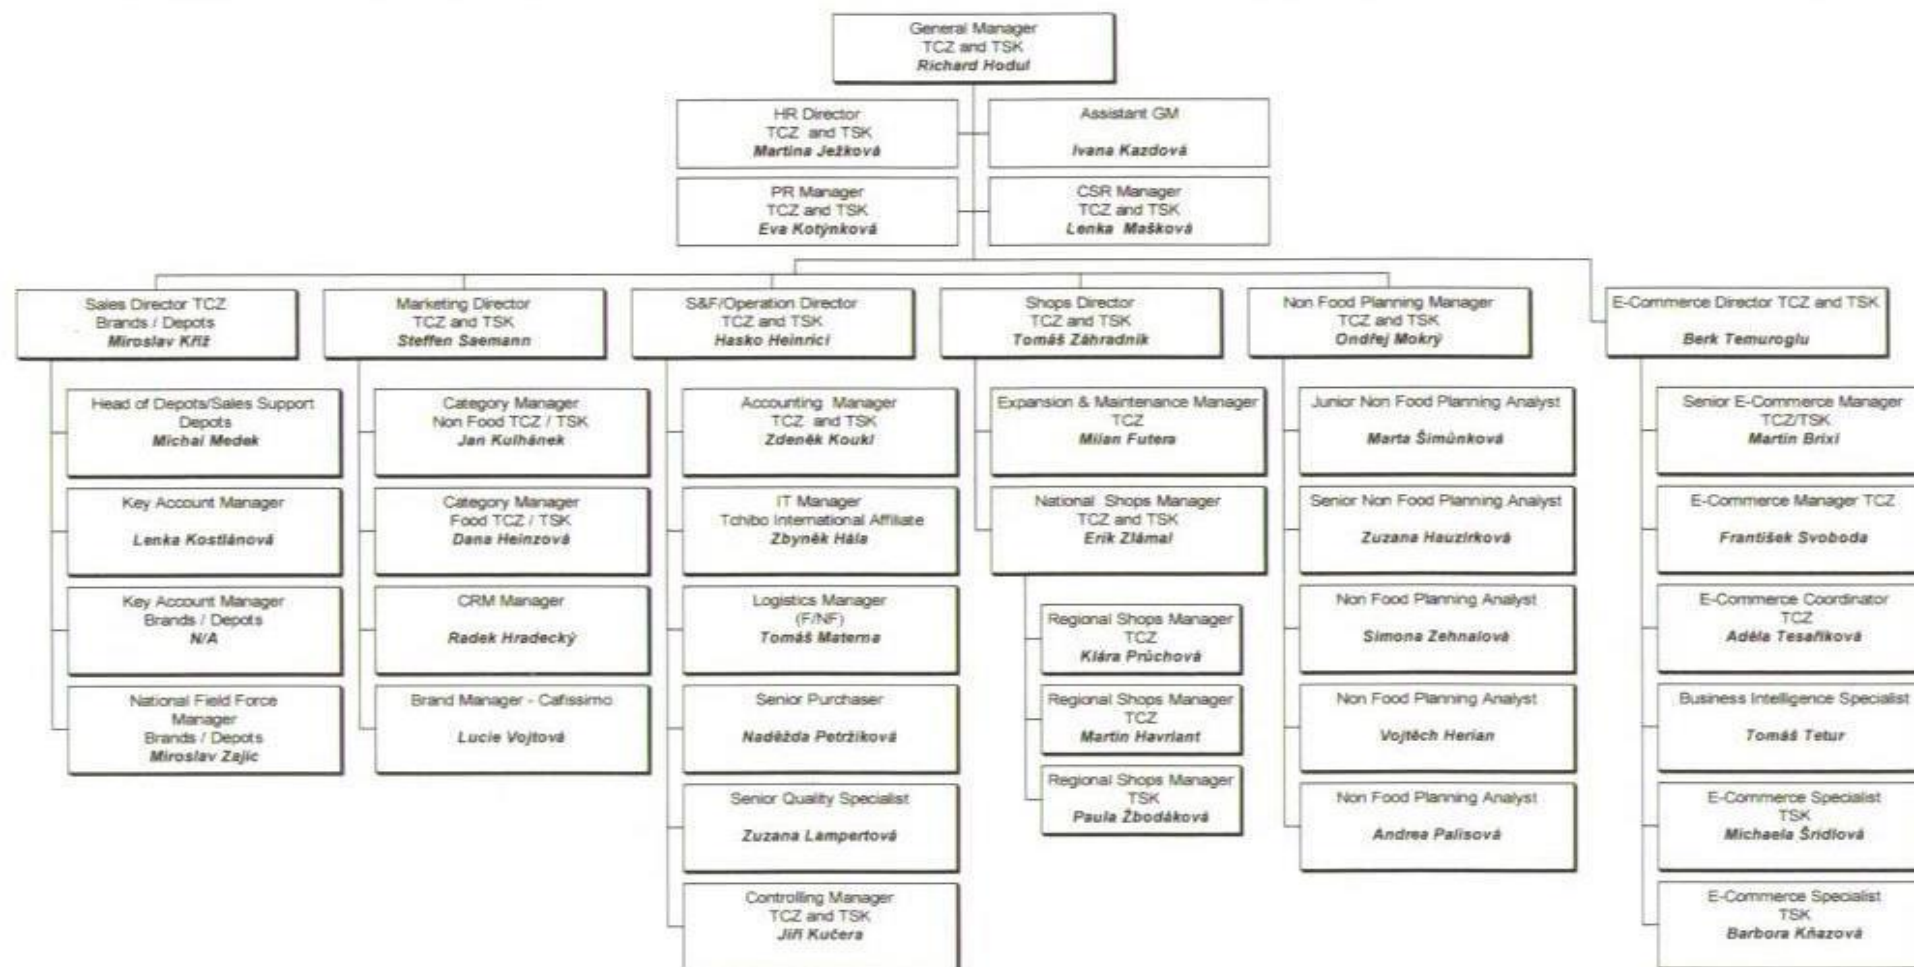 General Manager
TCZ and TSK
Richard Hodul
HR Director
TCZ and TSK
Martina Ježková
Assistant GM
Ivana Kazdová
PR Manager
TCZ and TSK
Eva Kotýnková
CSR Manager
TCZ and TSK
Lenka Mašková
Sales Director TCZ
Brands / Depots
Miroslav Kříž
Head of Depots/Sales Support
Depots
Michal Medek
Key Account Manager
Lenka Kostlánová
Key Account Manager
Brands / Depots
N/A
National Field Force
Manager
Brands / Depots
Miroslav Zajíc
Marketing Director
TCZ and TSK
Steffen Saemann
Category Manager
Non Food TCZ / TSK
Jan Kulhánek
Category Manager
Food TCZ / TSK
Dana Heinzová
CRM Manager
Radek Hradecký
Brand Manager - Cafissimo
Lucie Vojtová
S&F/Operation Director
TCZ and TSK
Hasko Heinrici
Accounting Manager
TCZ and TSK
Zdeněk Koukl
IT Manager
Tchibo International Affiliate
Zbyněk Hála
Logistics Manager
(F/NF)
Tomáš Materna
Senior Purchaser
Naděžda Petržíková
Senior Quality Specialist
Zuzana Lampertová
Controlling Manager
TCZ and TSK
Jiří Kučera
Shops Director
TCZ and TSK
Tomáš Záhradník
Expansion & Maintenance Manager
TCZ
Milan Futera
National Shops Manager
TCZ and TSK
Erik Zlámal
Regional Shops Manager
TCZ
Klára Průchová
Regional Shops Manager
TCZ
Martin Havrlant
Regional Shops Manager
TSK
Paula Žbodáková
Non Food Planning Manager
TCZ and TSK
Ondřej Mokrý
Junior Non Food Planning Analyst
Marta Šimůnková
Senior Non Food Planning Analyst
Zuzana Hauzírková
Non Food Planning Analyst
Simona Zehnalová
Non Food Planning Analyst
Vojtěch Herian
Non Food Planning Analyst
Andrea Palisová
E-Commerce Director TCZ and TSK
Berk Temuroglu
Senior E-Commerce Manager
TCZ/TSK
Martin Brixí
E-Commerce Manager TCZ
František Svoboda
E-Commerce Coordinator
TCZ
Adéla Tesaříková
Business Intelligence Specialist
Tomáš Tetur
E-Commerce Specialist
TSK
Michaela Šridlová
E-Commerce Specialist
TSK
Barbora Kňazová